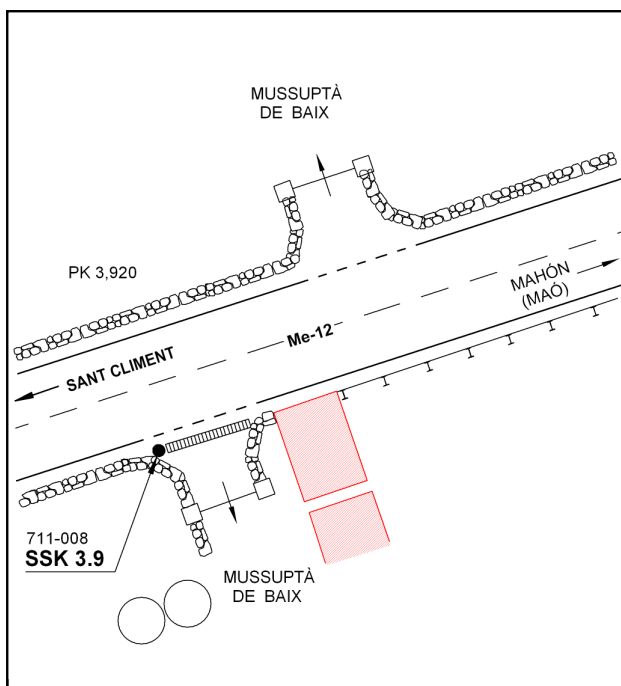 MUSSUPTÀ
DE BAIX
PK 3,920
MAHÓN
(MAÓ)
Me-12
SANT CLIMENT
711-008
SSK 3.9
MUSSUPTÀ
DE BAIX